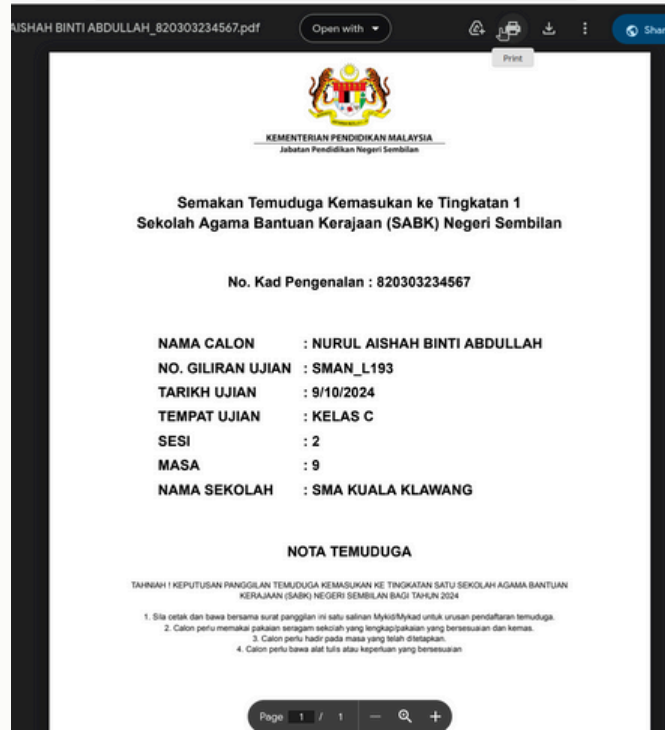 AISHAH BINTI ABDULLAH_820303234567.pdf
Open with
Shar
Print
KEMENTERIAN PENDIDIKAN MALAYSIA
Jabatan Pendidikan Negeri Sembilan
Semakan Temuduga Kemasukan ke Tingkatan 1
Sekolah Agama Bantuan Kerajaan (SABK) Negeri Sembilan
No. Kad Pengenalan : 820303234567
NAMA CALON : NURUL AISHAH BINTI ABDULLAH
NO. GILIRAN UJIAN : SMAN_L193
TARIKH UJIAN : 9/10/2024
TEMPAT UJIAN : KELAS C
SESI : 2
MASA : 9
NAMA SEKOLAH : SMA KUALA KLAWANG
NOTA TEMUDUGA
TAHNIAH ! KEPUTUSAN PANGGILAN TEMUDUGA KEMASUKAN KE TINGKATAN SATU SEKOLAH AGAMA BANTUAN
KERAJAAN (SABK) NEGERI SEMBILAN BAGI TAHUN 2024
1. Sila cetak dan bawa bersama surat panggilan ini satu salinan Mykid/Mykad untuk urusan pendaftaran temuduga.
2. Calon perlu memakai pakaian seragam sekolah yang lengkap/pakaian yang bersesuaian dan kemas.
3. Calon perlu hadir pada masa yang telah ditetapkan.
4. Calon perlu bawa alat tulis atau keperluan yang bersesuaian
Page 1 / 1